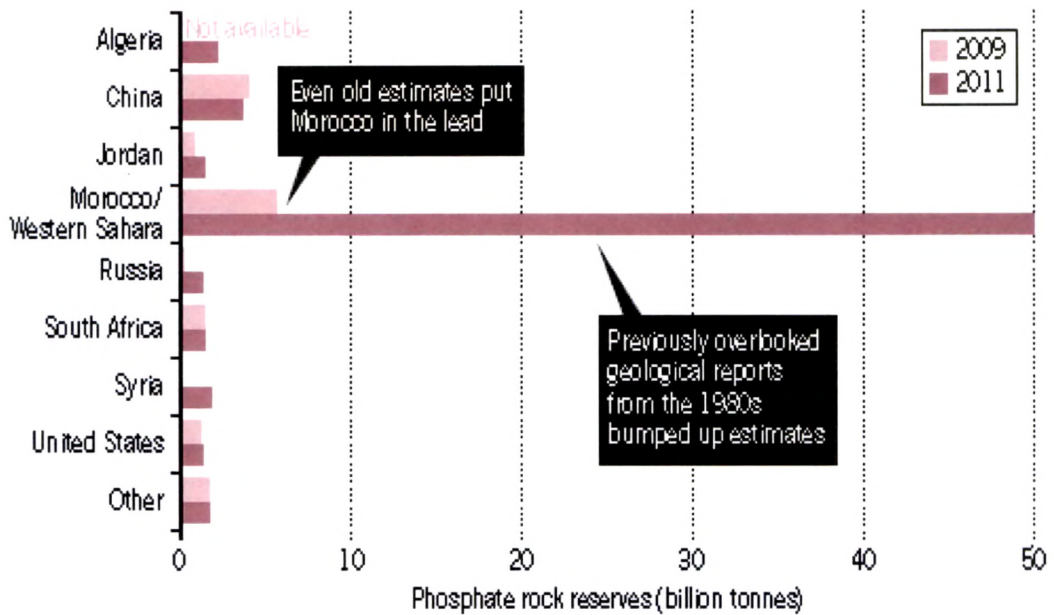 Algeria
Not available
China
Jordan
Morocco/
Western Sahara
Russia
South Africa
Syria
United States
Other
2009
2011
Even old estimates put
Morocco in the lead
Previously overlooked
geological reports
from the 1980s
bumped up estimates
0 10 20 30 40 50
Phosphate rock reserves (billion tonnes)